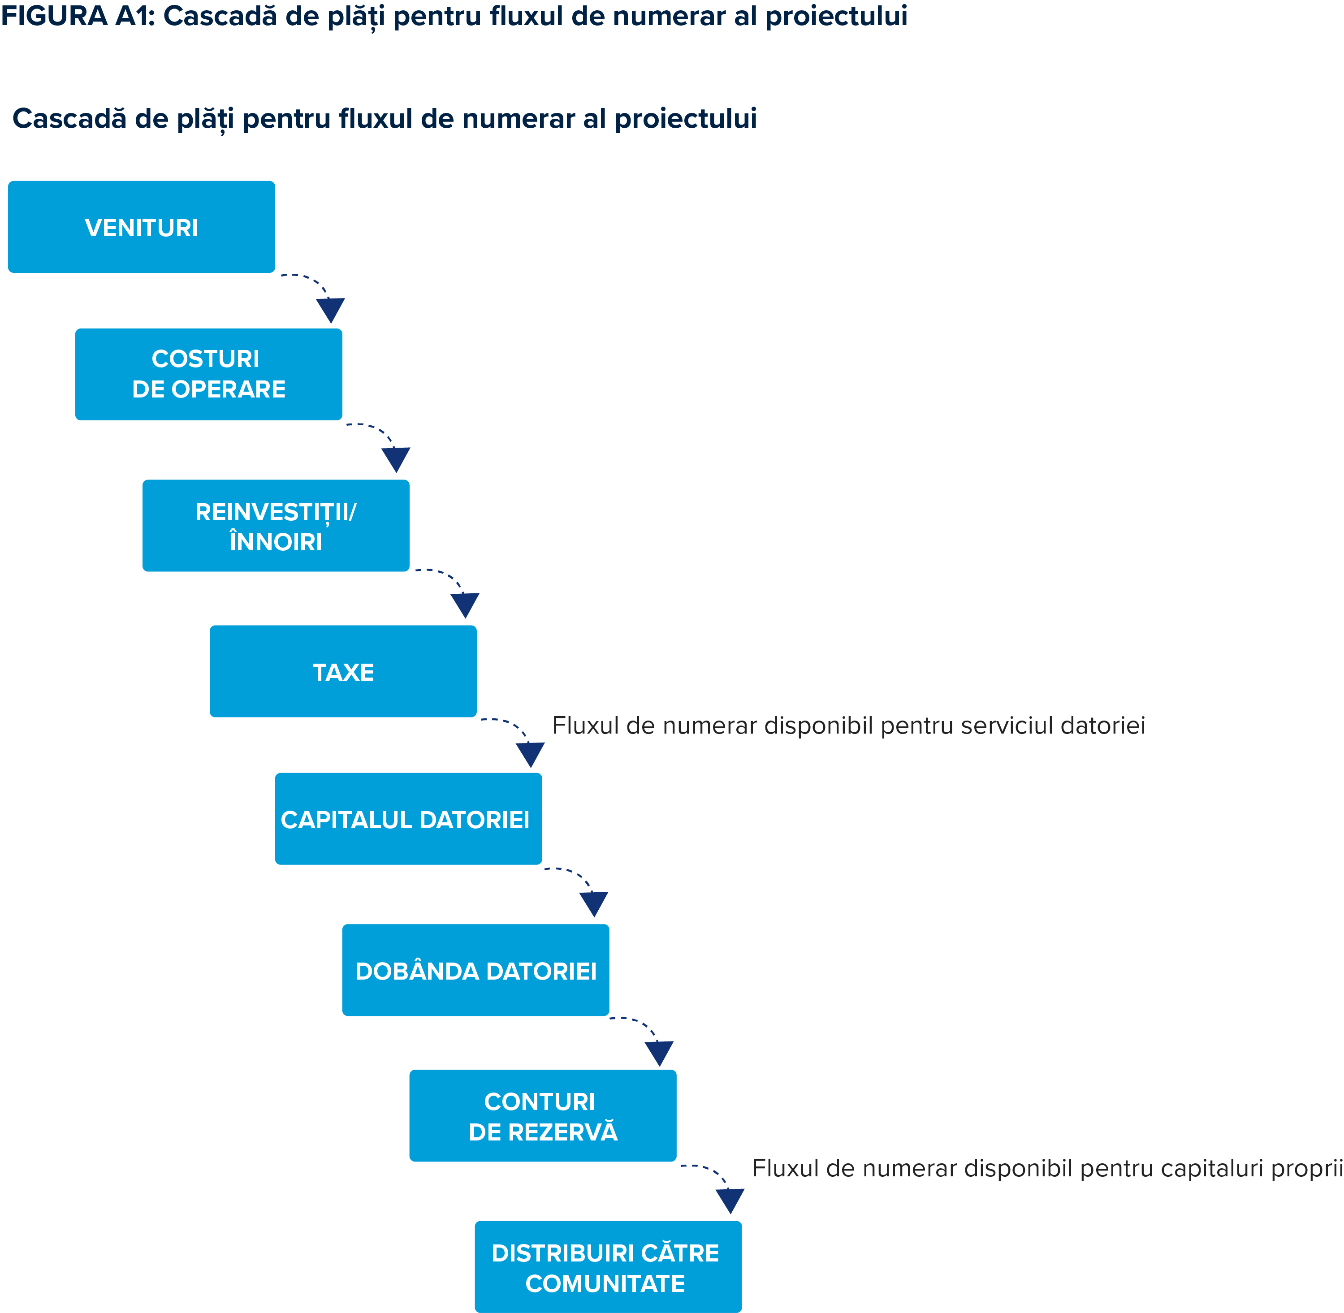 FIGURA A1: Cascadă de plăți pentru fluxul de numerar al proiectului
Cascadă de plăți pentru fluxul de numerar al proiectului
VENITURI
COSTURI
DE OPERARE
REINVESTIȚII/
ÎNNOIRI
TAXE
Fluxul de numerar disponibil pentru serviciul datoriei
CAPITALUL DATORIEI
DOBÂNDA DATORIEI
CONTURI
DE REZERVĂ
Fluxul de numerar disponibil pentru capitaluri proprii
DISTRIBUIRI CĂTRE
COMUNITATE